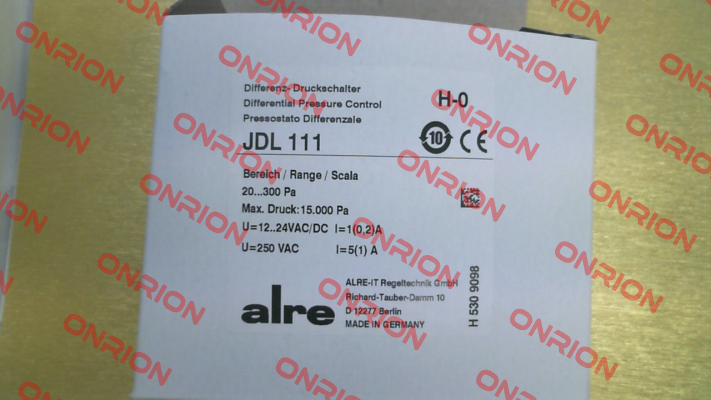 Differenz- Druckschalter
Differential Pressure Control
Pressostato Differenziale
H-0
JDL 111
10
CE
Bereich / Range / Scala
20...300 Pa
Max. Druck:15.000 Pa
U=12..24VAC/DC I=1(0,2)A
U=250 VAC I=5(1) A
alre
ALRE-IT Regeltechnik GmbH
Richard-Tauber-Damm 10
D 12277 Berlin
MADE IN GERMANY
H 530 9098
ONRION